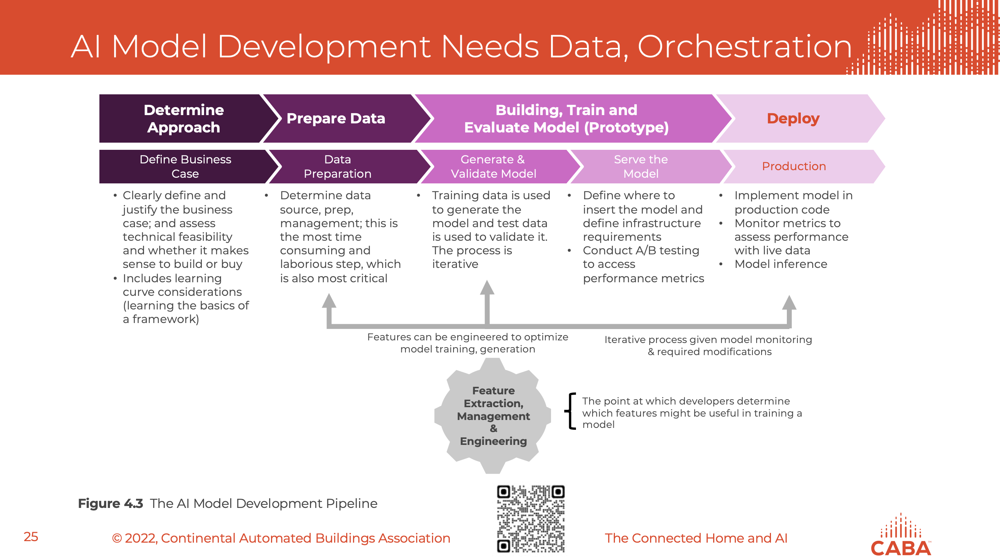 AI Model Development Needs Data, Orchestration
Determine
Approach
Prepare Data
Building, Train and
Evaluate Model (Prototype)
Deploy
Define Business
Case
Data
Preparation
Generate &
Validate Model
Serve the
Model
Production
• Clearly define and
justify the business
case; and assess
technical feasibility
and whether it makes
sense to build or buy
• Includes learning
curve considerations
(learning the basics of
a framework)
• Determine data
source, prep,
management; this is
the most time
consuming and
laborious step, which
is also most critical
• Training data is used
to generate the
model and test data
is used to validate it.
The process is
iterative
• Define where to
insert the model and
define infrastructure
requirements
• Conduct A/B testing
to access
performance metrics
• Implement model in
production code
• Monitor metrics to
assess performance
with live data
• Model inference
Features can be engineered to optimize
model training, generation
Iterative process given model monitoring
& required modifications
Feature
Extraction,
Management
&
Engineering
The point at which developers determine
which features might be useful in training a
model
Figure 4.3 The AI Model Development Pipeline
25
© 2022, Continental Automated Buildings Association
The Connected Home and AI
CABA™